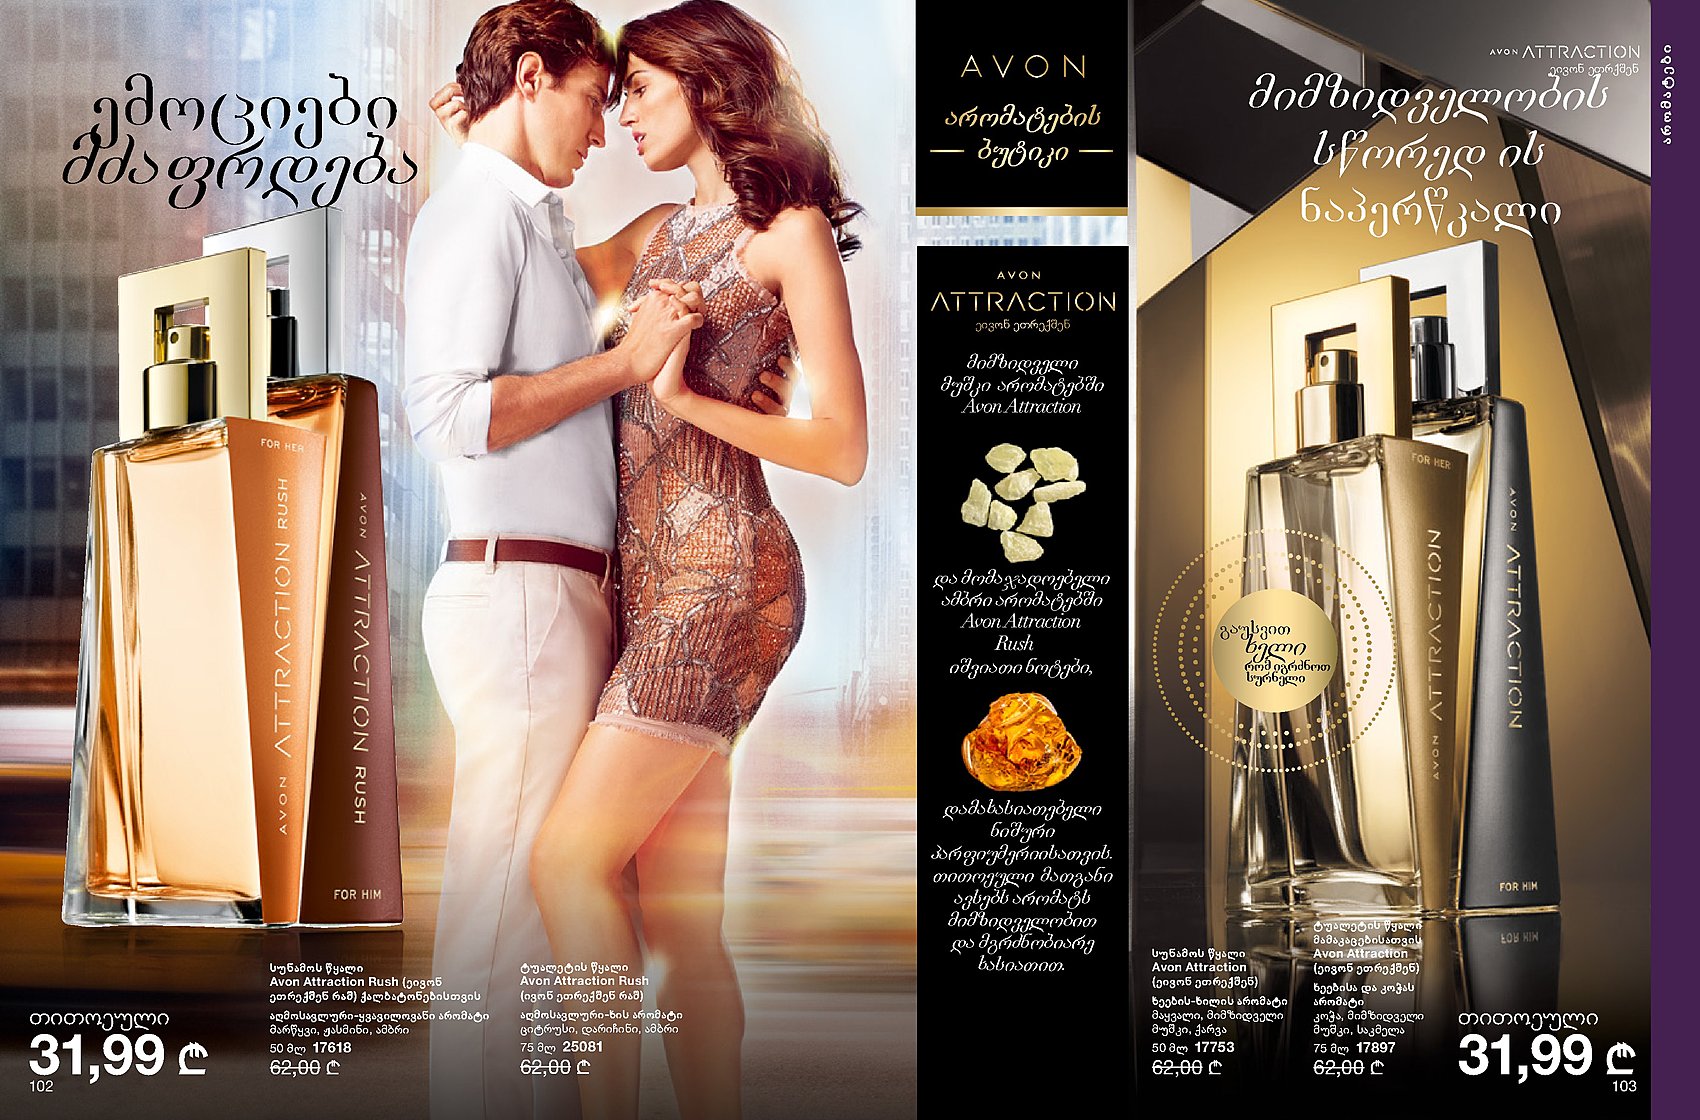 ემოციები
მძაფრდება
FOR HER
AVON ATTRACTION RUSH
AVON ATTRACTION RUSH
FOR HIM
სუნამოს წყალი
Avon Attraction Rush (ეივონ
ეთრექშენ რაშ) ქალბატონებისთვის
აღმოსავლური-ყვავილოვანი არომატი
მარწყვი, ჟასმინი, ამბრი
50 მლ 17618
62,00 ₾
ტუალეტის წყალი
Avon Attraction Rush
(ივონ ეთრექშენ რაშ)
აღმოსავლური-ხის არომატი
ციტრუსი, დარიჩინი, ამბრი
75 მლ 25081
62,00 ₾
თითოეული
31,99 ₾
102
AVON
არომატების
ბუტიკი
AVON
ATTRACTION
ეივონ ეთრექშენ
მიმზიდველი
მუშკი არომატებში
Avon Attraction
და მომაჯადოებელი
ამბრი არომატებში
Avon Attraction
Rush
იშვიათი ნოტები,
დამახასიათებელი
ნიშური
პარფიუმერიისათვის.
თითოეული მათგანი
ავსებს არომატს
მიმზიდველობით
და მგრძნობიარე
ხასიათით.
AVON ATTRACTION
ეივონ ეთრექშენ
მიმზიდველობის
სწორედ ის
ნაპერწკალი
არომატები
FOR HER
AVON ATTRACTION
AVON ATTRACTION
FOR HIM
გაუსვით
ხელი
რომ იგრძნოთ
სურნელი
სუნამოს წყალი
Avon Attraction
(ეივონ ეთრექშენ)
ხეების-ხილის არომატი
მაყვალი, მიმზიდველი
მუშკი, ქარვა
50 მლ 17753
62,00 ₾
ტუალეტის წყალი
მამაკაცებისათვის
Avon Attraction
(ეივონ ეთრექშენ)
ხეებისა და კოჭას
არომატი
კოჭა, მიმზიდველი
მუშკი, საკმელა
75 მლ 17897
62,00 ₾
თითოეული
31,99 ₾
103